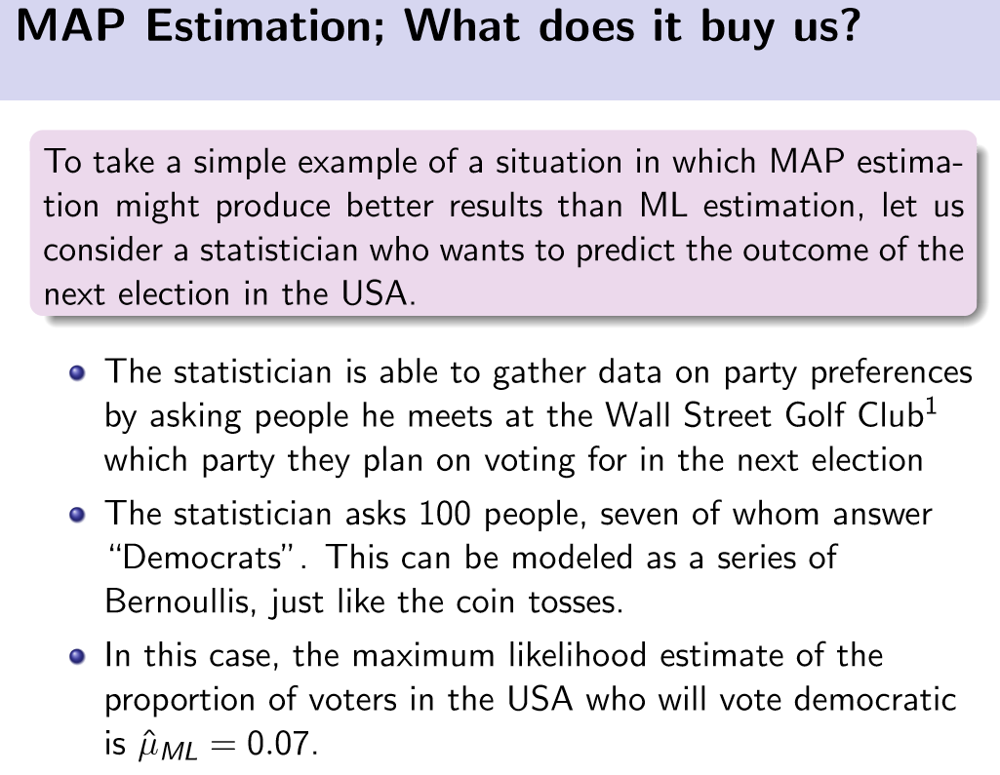 MAP Estimation; What does it buy us?
To take a simple example of a situation in which MAP estima-
tion might produce better results than ML estimation, let us
consider a statistician who wants to predict the outcome of the
next election in the USA.
The statistician is able to gather data on party preferences
by asking people he meets at the Wall Street Golf Club¹
which party they plan on voting for in the next election
The statistician asks 100 people, seven of whom answer
“Democrats”. This can be modeled as a series of
Bernoullis, just like the coin tosses.
In this case, the maximum likelihood estimate of the
proportion of voters in the USA who will vote democratic
is μ̂_ML = 0.07.